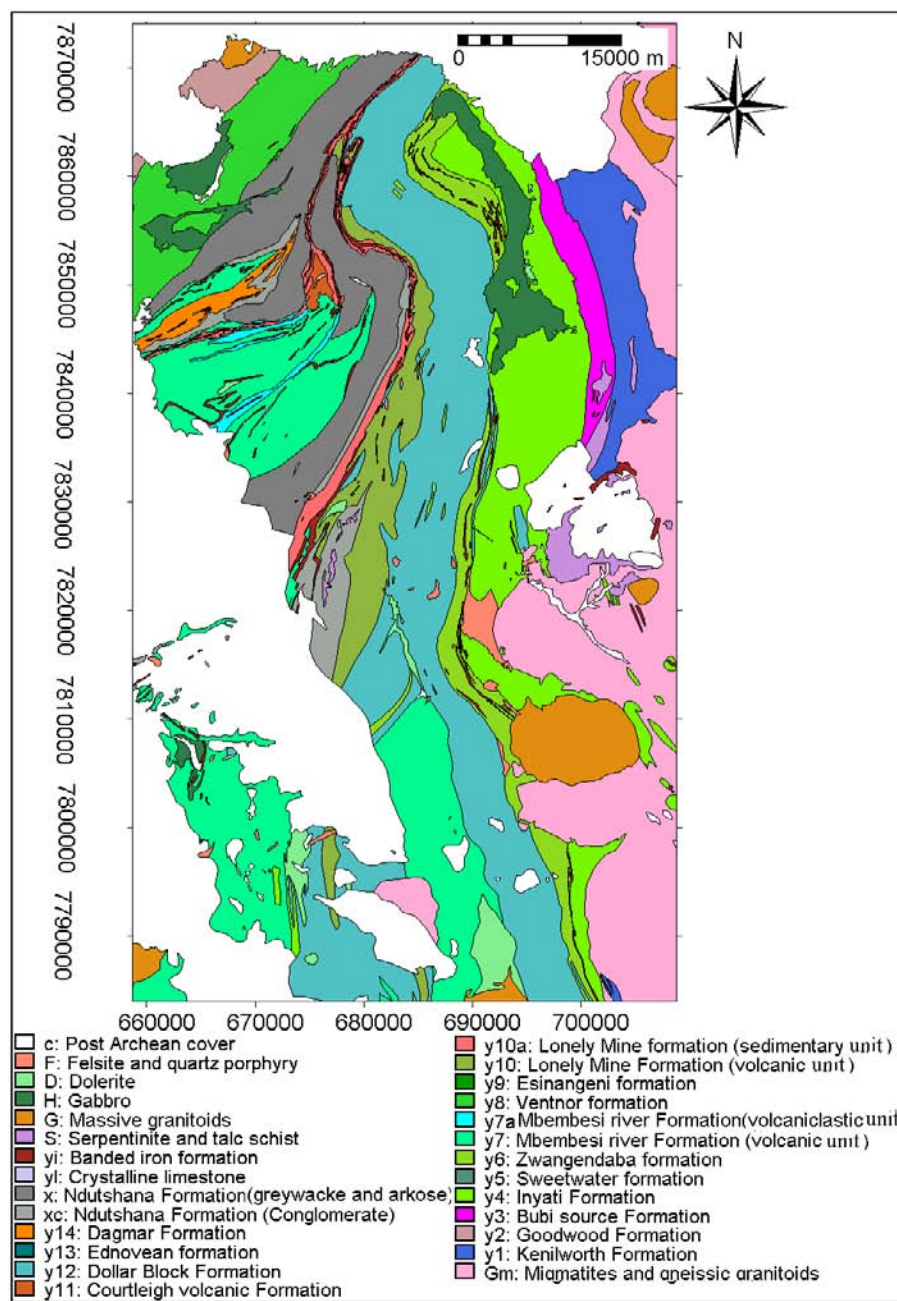 15000 m
N
7870000
7860000
7850000
7840000
7830000
7820000
7810000
7800000
7790000
660000 670000 680000 690000 700000
c: Post Archean cover
F: Felsite and quartz porphyry
D: Dolerite
H: Gabbro
G: Massive granitoids
S: Serpentinite and talc schist
yi: Banded iron formation
yl: Crystalline limestone
x: Ndutshana Formation(greywacke and arkose)
xc: Ndutshana Formation (Conglomerate)
y14: Dagmar Formation
y13: Ednovean formation
y12: Dollar Block Formation
y11: Courtleigh volcanic Formation
y10a: Lonely Mine formation (sedimentary unit)
y10: Lonely Mine Formation (volcanic unit)
y9: Esinangeni formation
y8: Ventnor formation
y7a Mbembesi river Formation(volcaniclastic unit
y7: Mbembesi river Formation (volcanic unit)
y6: Zwangendaba formation
y5: Sweetwater formation
y4: Inyati Formation
y3: Bubi source Formation
y2: Goodwood Formation
y1: Kenilworth Formation
Gm: Migmatites and gneissic granitoids